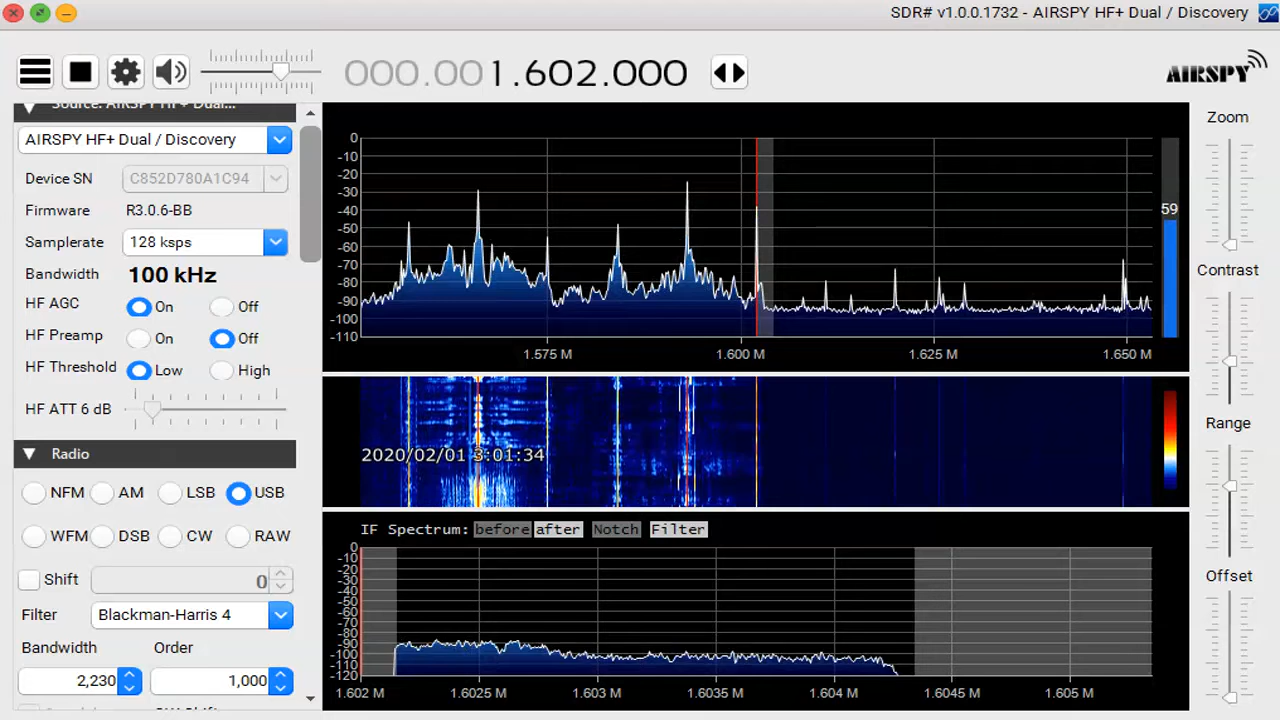 SDR# v1.0.0.1732 - AIRSPY HF+ Dual / Discovery
000.001.602.000
AIRSPY
Source: AIRSPY HF+ Dual...
AIRSPY HF+ Dual / Discovery
Device SN C852D780A1C94
Firmware R3.0.6-BB
Samplerate 128 ksps
Bandwidth 100 kHz
HF AGC On Off
HF Preamp On Off
HF Threshold Low High
HF ATT 6 dB
Radio
NFM AM LSB USB
WFM DSB CW RAW
Shift 0
Filter Blackman-Harris 4
Bandwidth Order
2,230 1,000
0
-10
-20
-30
-40
-50
-60
-70
-80
-90
-100
-110
1.575 M 1.600 M 1.625 M 1.650 M
59
2020/02/01 3:01:34
IF Spectrum: before after Notch Filter
0
-10
-20
-30
-40
-50
-60
-70
-80
-90
-100
-110
-120
1.602 M 1.6025 M 1.603 M 1.6035 M 1.604 M 1.6045 M 1.605 M
Zoom
Contrast
Range
Offset